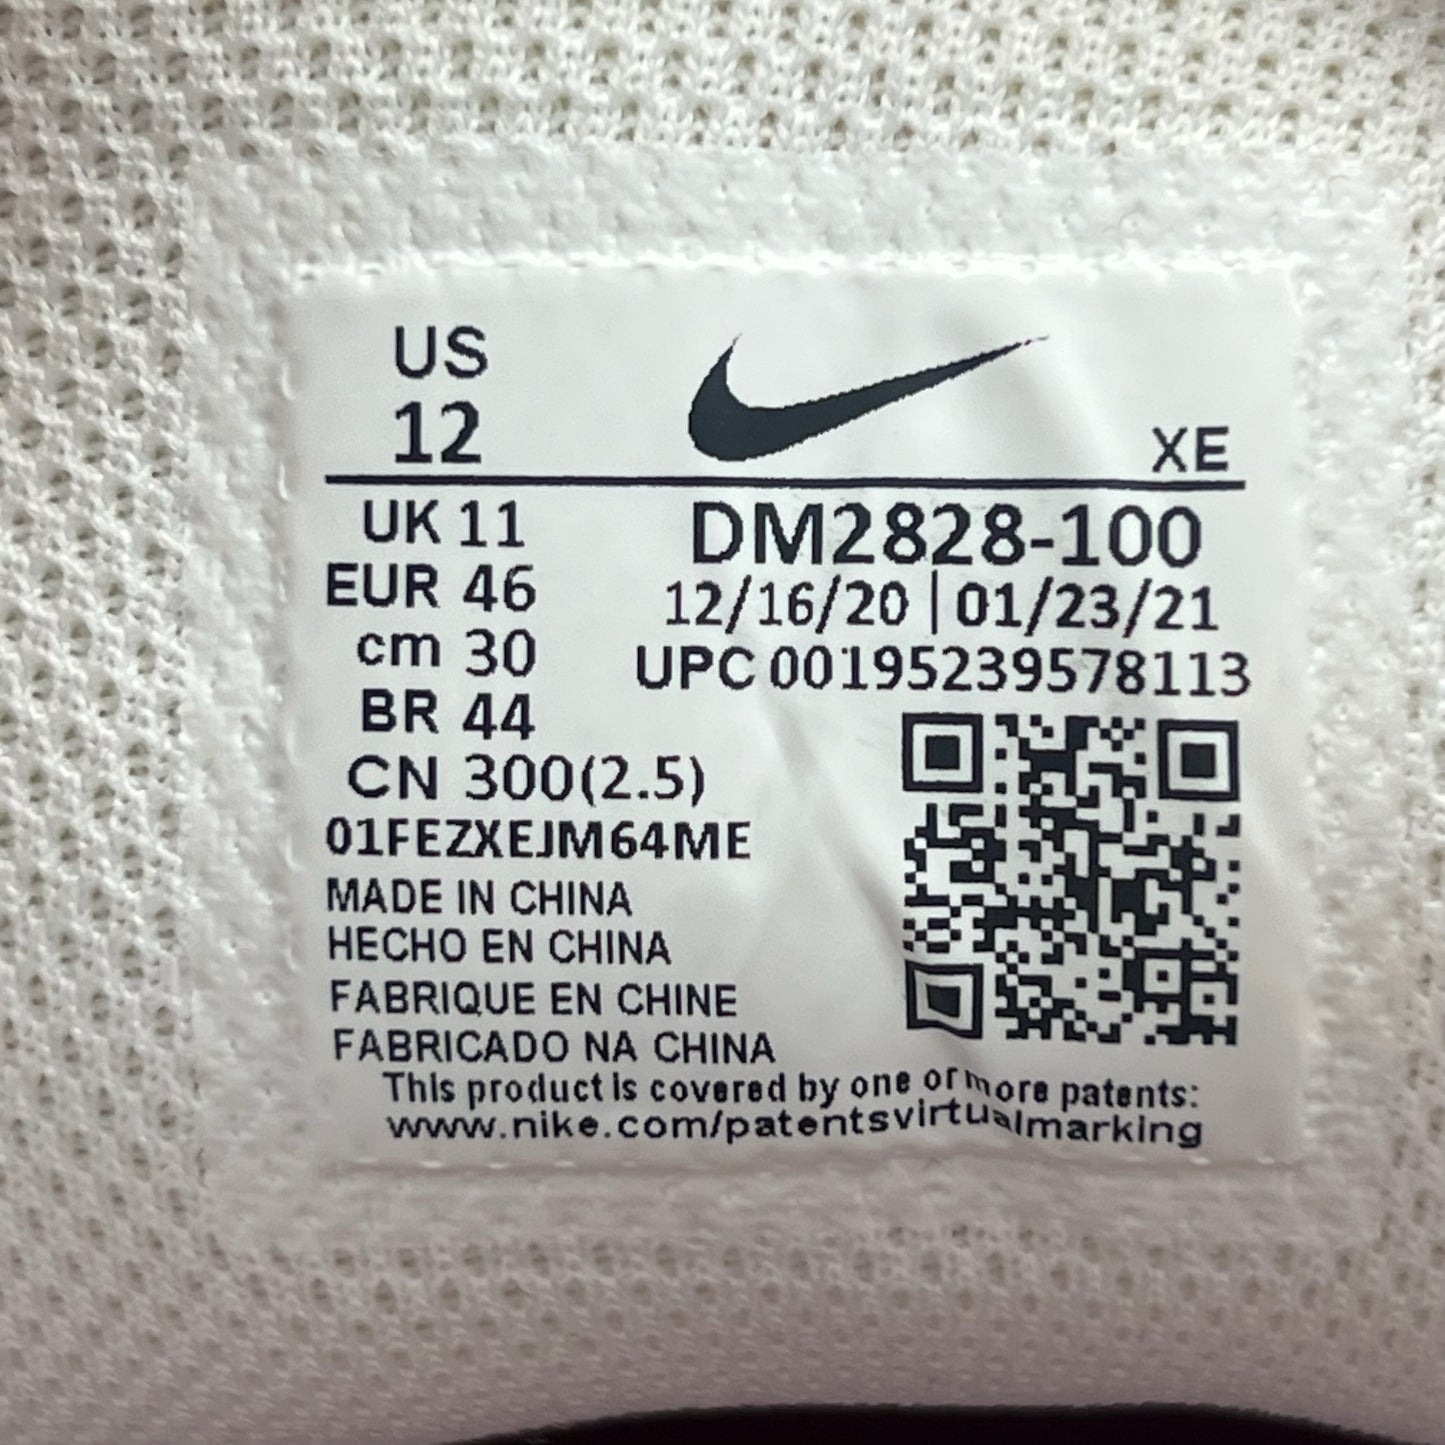 US
12
XE
UK 11
EUR 46
cm 30
BR 44
CN 300(2.5)
01FEZXEJM64ME
DM2828-100
12/16/20 | 01/23/21
UPC 00195239578113
MADE IN CHINA
HECHO EN CHINA
FABRIQUE EN CHINE
FABRICADO NA CHINA
This product is covered by one or more patents:
www.nike.com/patentsvirtualmarking